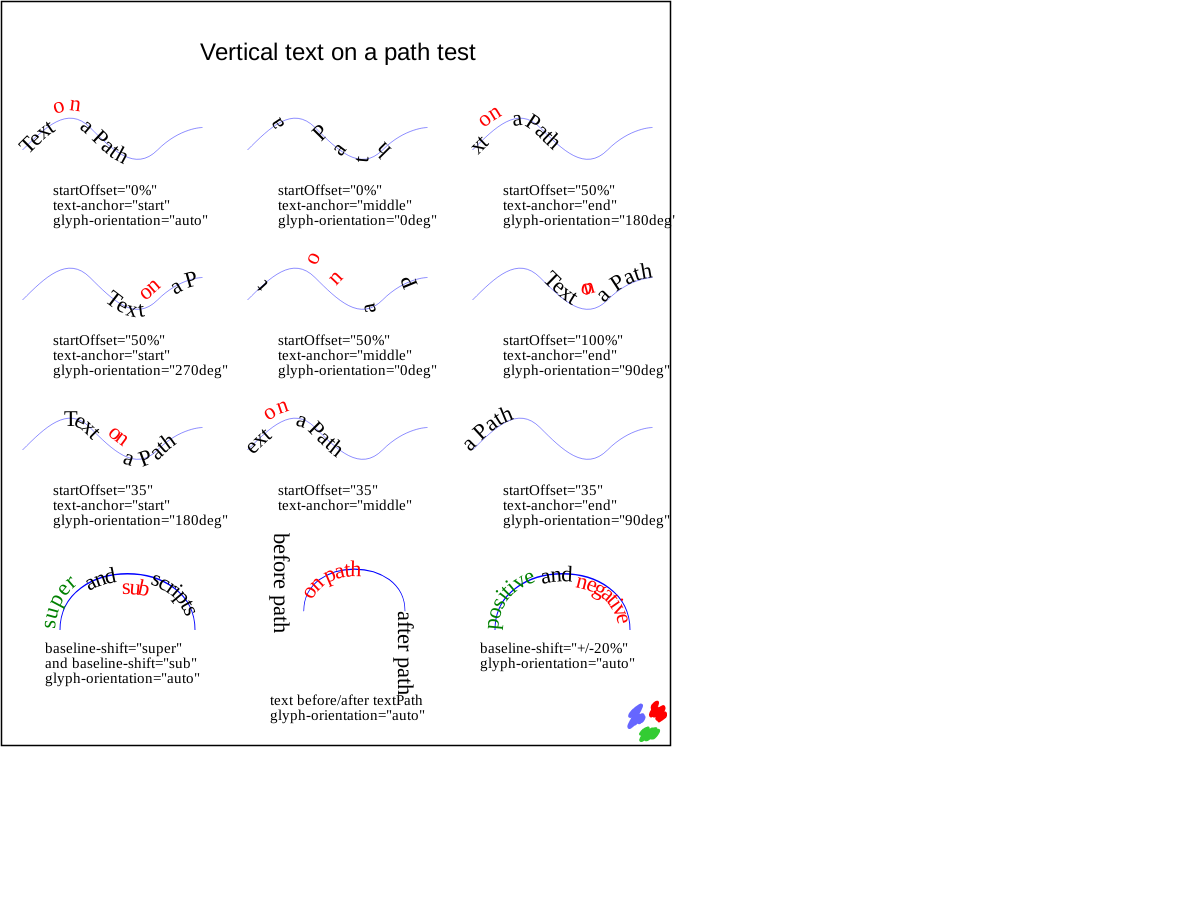 Vertical text on a path test
Text on a Path
a P a t h
xt on a Path
startOffset="0%"
text-anchor="start"
glyph-orientation="auto"
startOffset="0%"
text-anchor="middle"
glyph-orientation="0deg"
startOffset="50%"
text-anchor="end"
glyph-orientation="180deg"
Text on a P
t o n a d
Text on a Path
startOffset="50%"
text-anchor="start"
glyph-orientation="270deg"
startOffset="50%"
text-anchor="middle"
glyph-orientation="0deg"
startOffset="100%"
text-anchor="end"
glyph-orientation="90deg"
Text on a Path
ext on a Path
a Path
startOffset="35"
text-anchor="start"
glyph-orientation="180deg"
startOffset="35"
text-anchor="middle"
startOffset="35"
text-anchor="end"
glyph-orientation="90deg"
super and sub scripts
before path on path after path
positive and negative
baseline-shift="super"
and baseline-shift="sub"
glyph-orientation="auto"
text before/after textPath
glyph-orientation="auto"
baseline-shift="+/-20%"
glyph-orientation="auto"